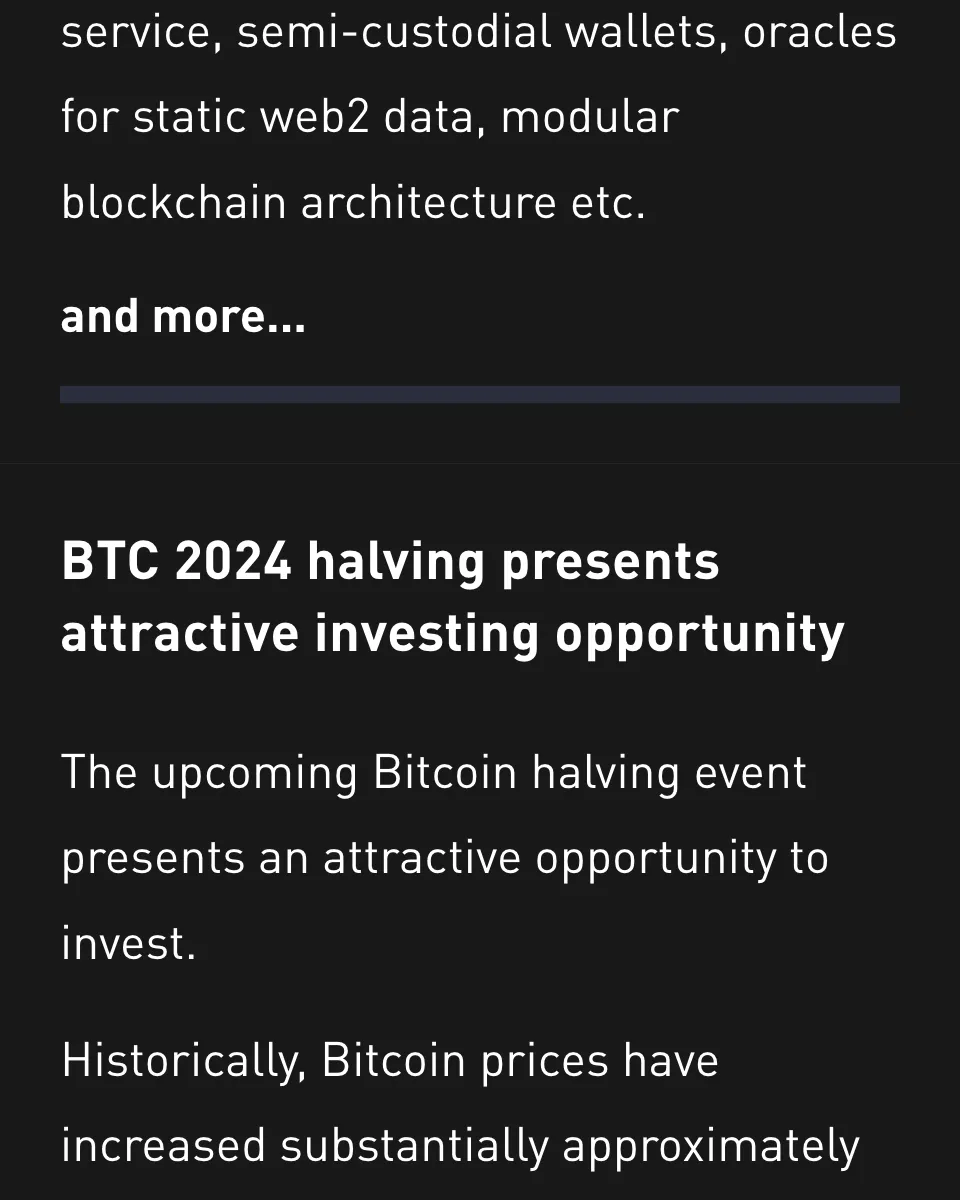 service, semi-custodial wallets, oracles
for static web2 data, modular
blockchain architecture etc.
and more...
BTC 2024 halving presents
attractive investing opportunity
The upcoming Bitcoin halving event
presents an attractive opportunity to
invest.
Historically, Bitcoin prices have
increased substantially approximately